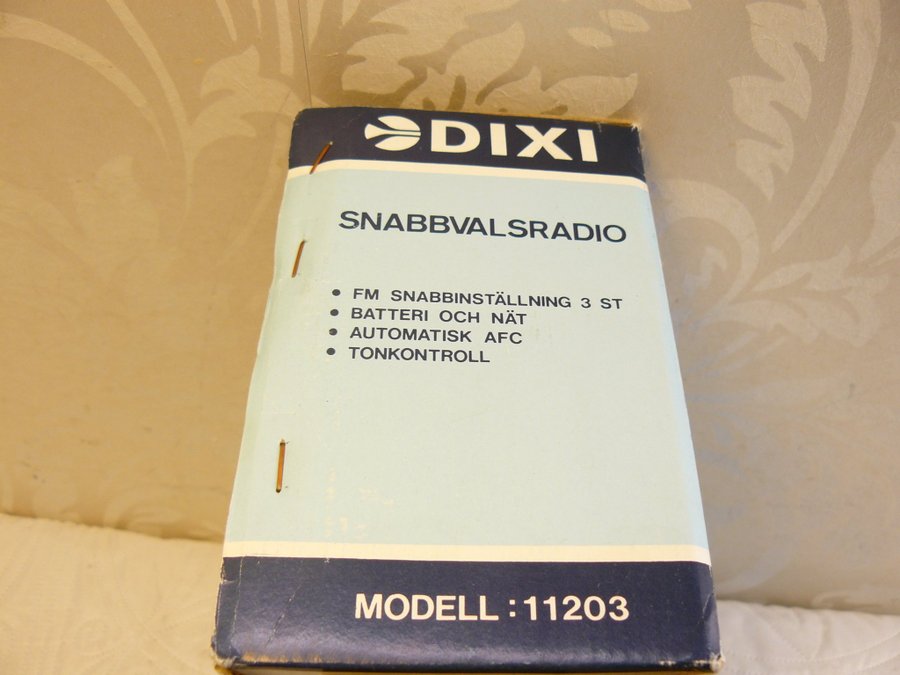 DIXI
SNABBVALSRADIO
• FM SNABBINSTÄLLNING 3 ST
• BATTERI OCH NÄT
• AUTOMATISK AFC
• TONKONTROLL
MODELL: 11203